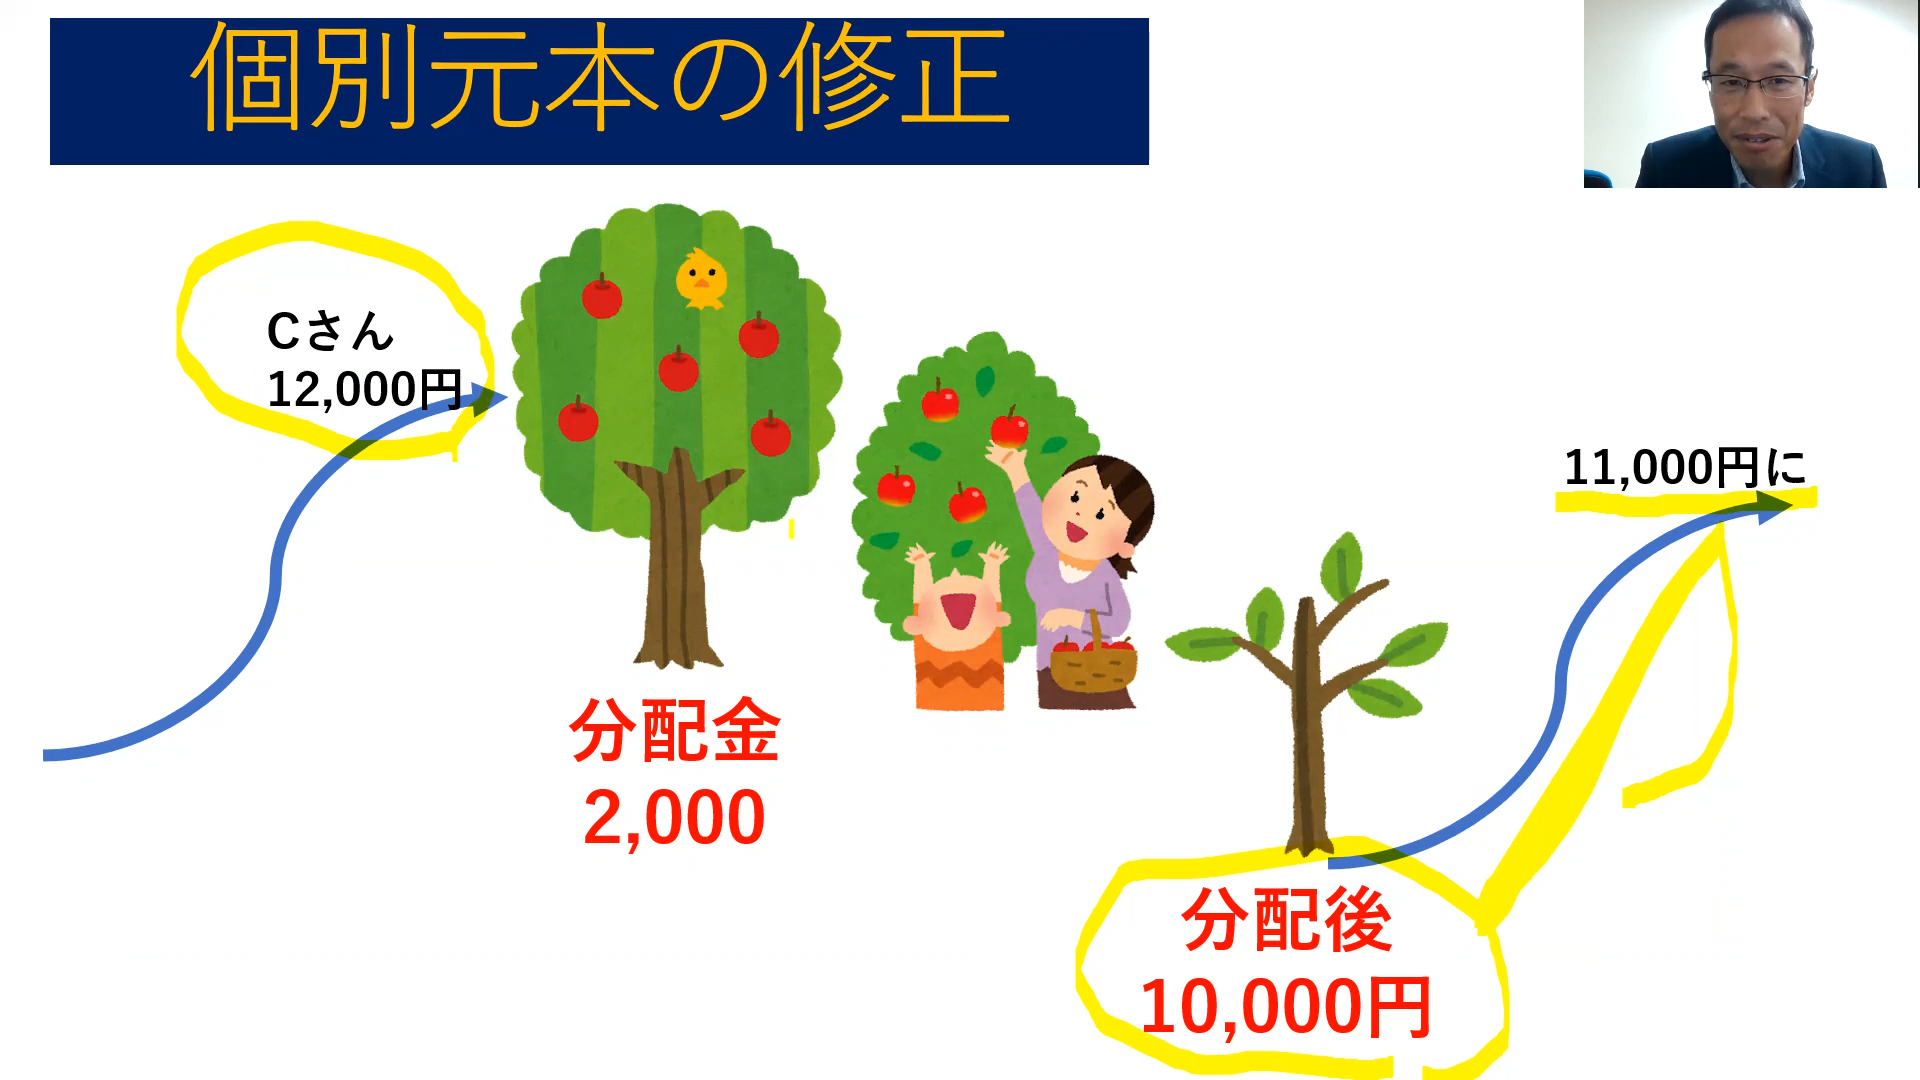 個別元本の修正
Cさん
12,000円
11,000円に
分配金
2,000
分配後
10,000円